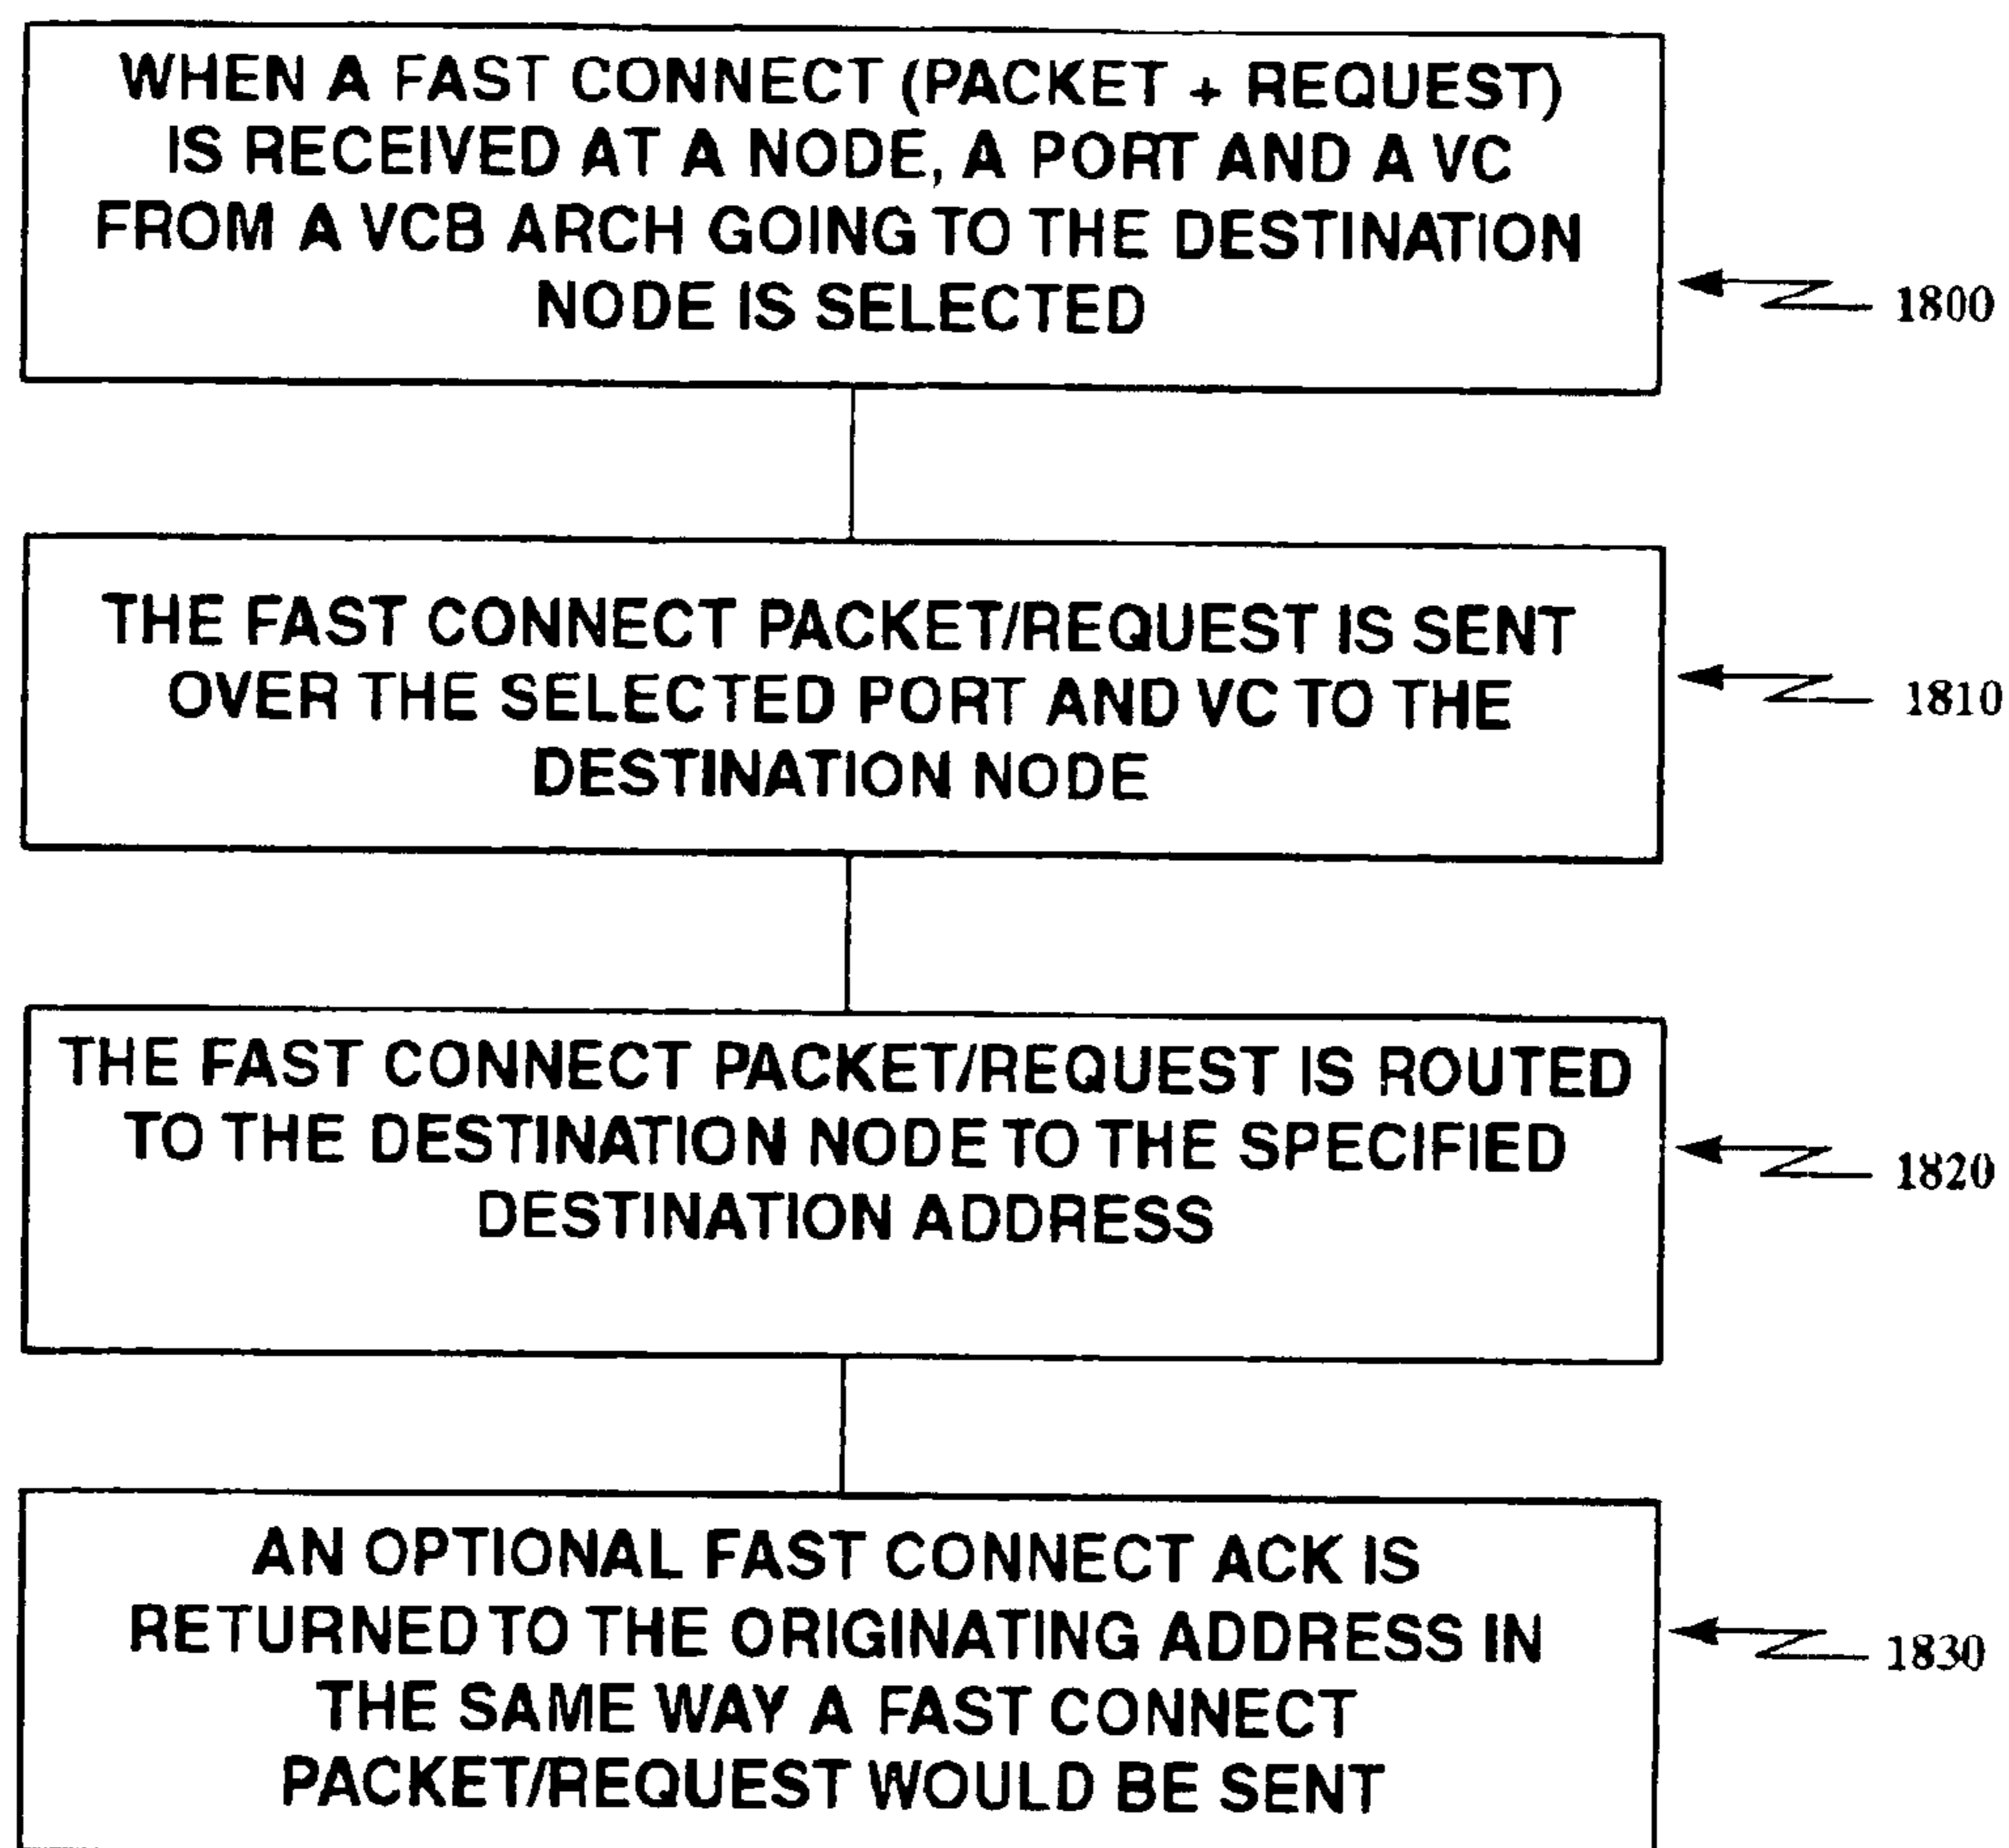 WHEN A FAST CONNECT (PACKET + REQUEST)
IS RECEIVED AT A NODE, A PORT AND A VC
FROM A VCB ARCH GOING TO THE DESTINATION
NODE IS SELECTED
1800
THE FAST CONNECT PACKET/REQUEST IS SENT
OVER THE SELECTED PORT AND VC TO THE
DESTINATION NODE
1810
THE FAST CONNECT PACKET/REQUEST IS ROUTED
TO THE DESTINATION NODE TO THE SPECIFIED
DESTINATION ADDRESS
1820
AN OPTIONAL FAST CONNECT ACK IS
RETURNED TO THE ORIGINATING ADDRESS IN
THE SAME WAY A FAST CONNECT
PACKET/REQUEST WOULD BE SENT
1830